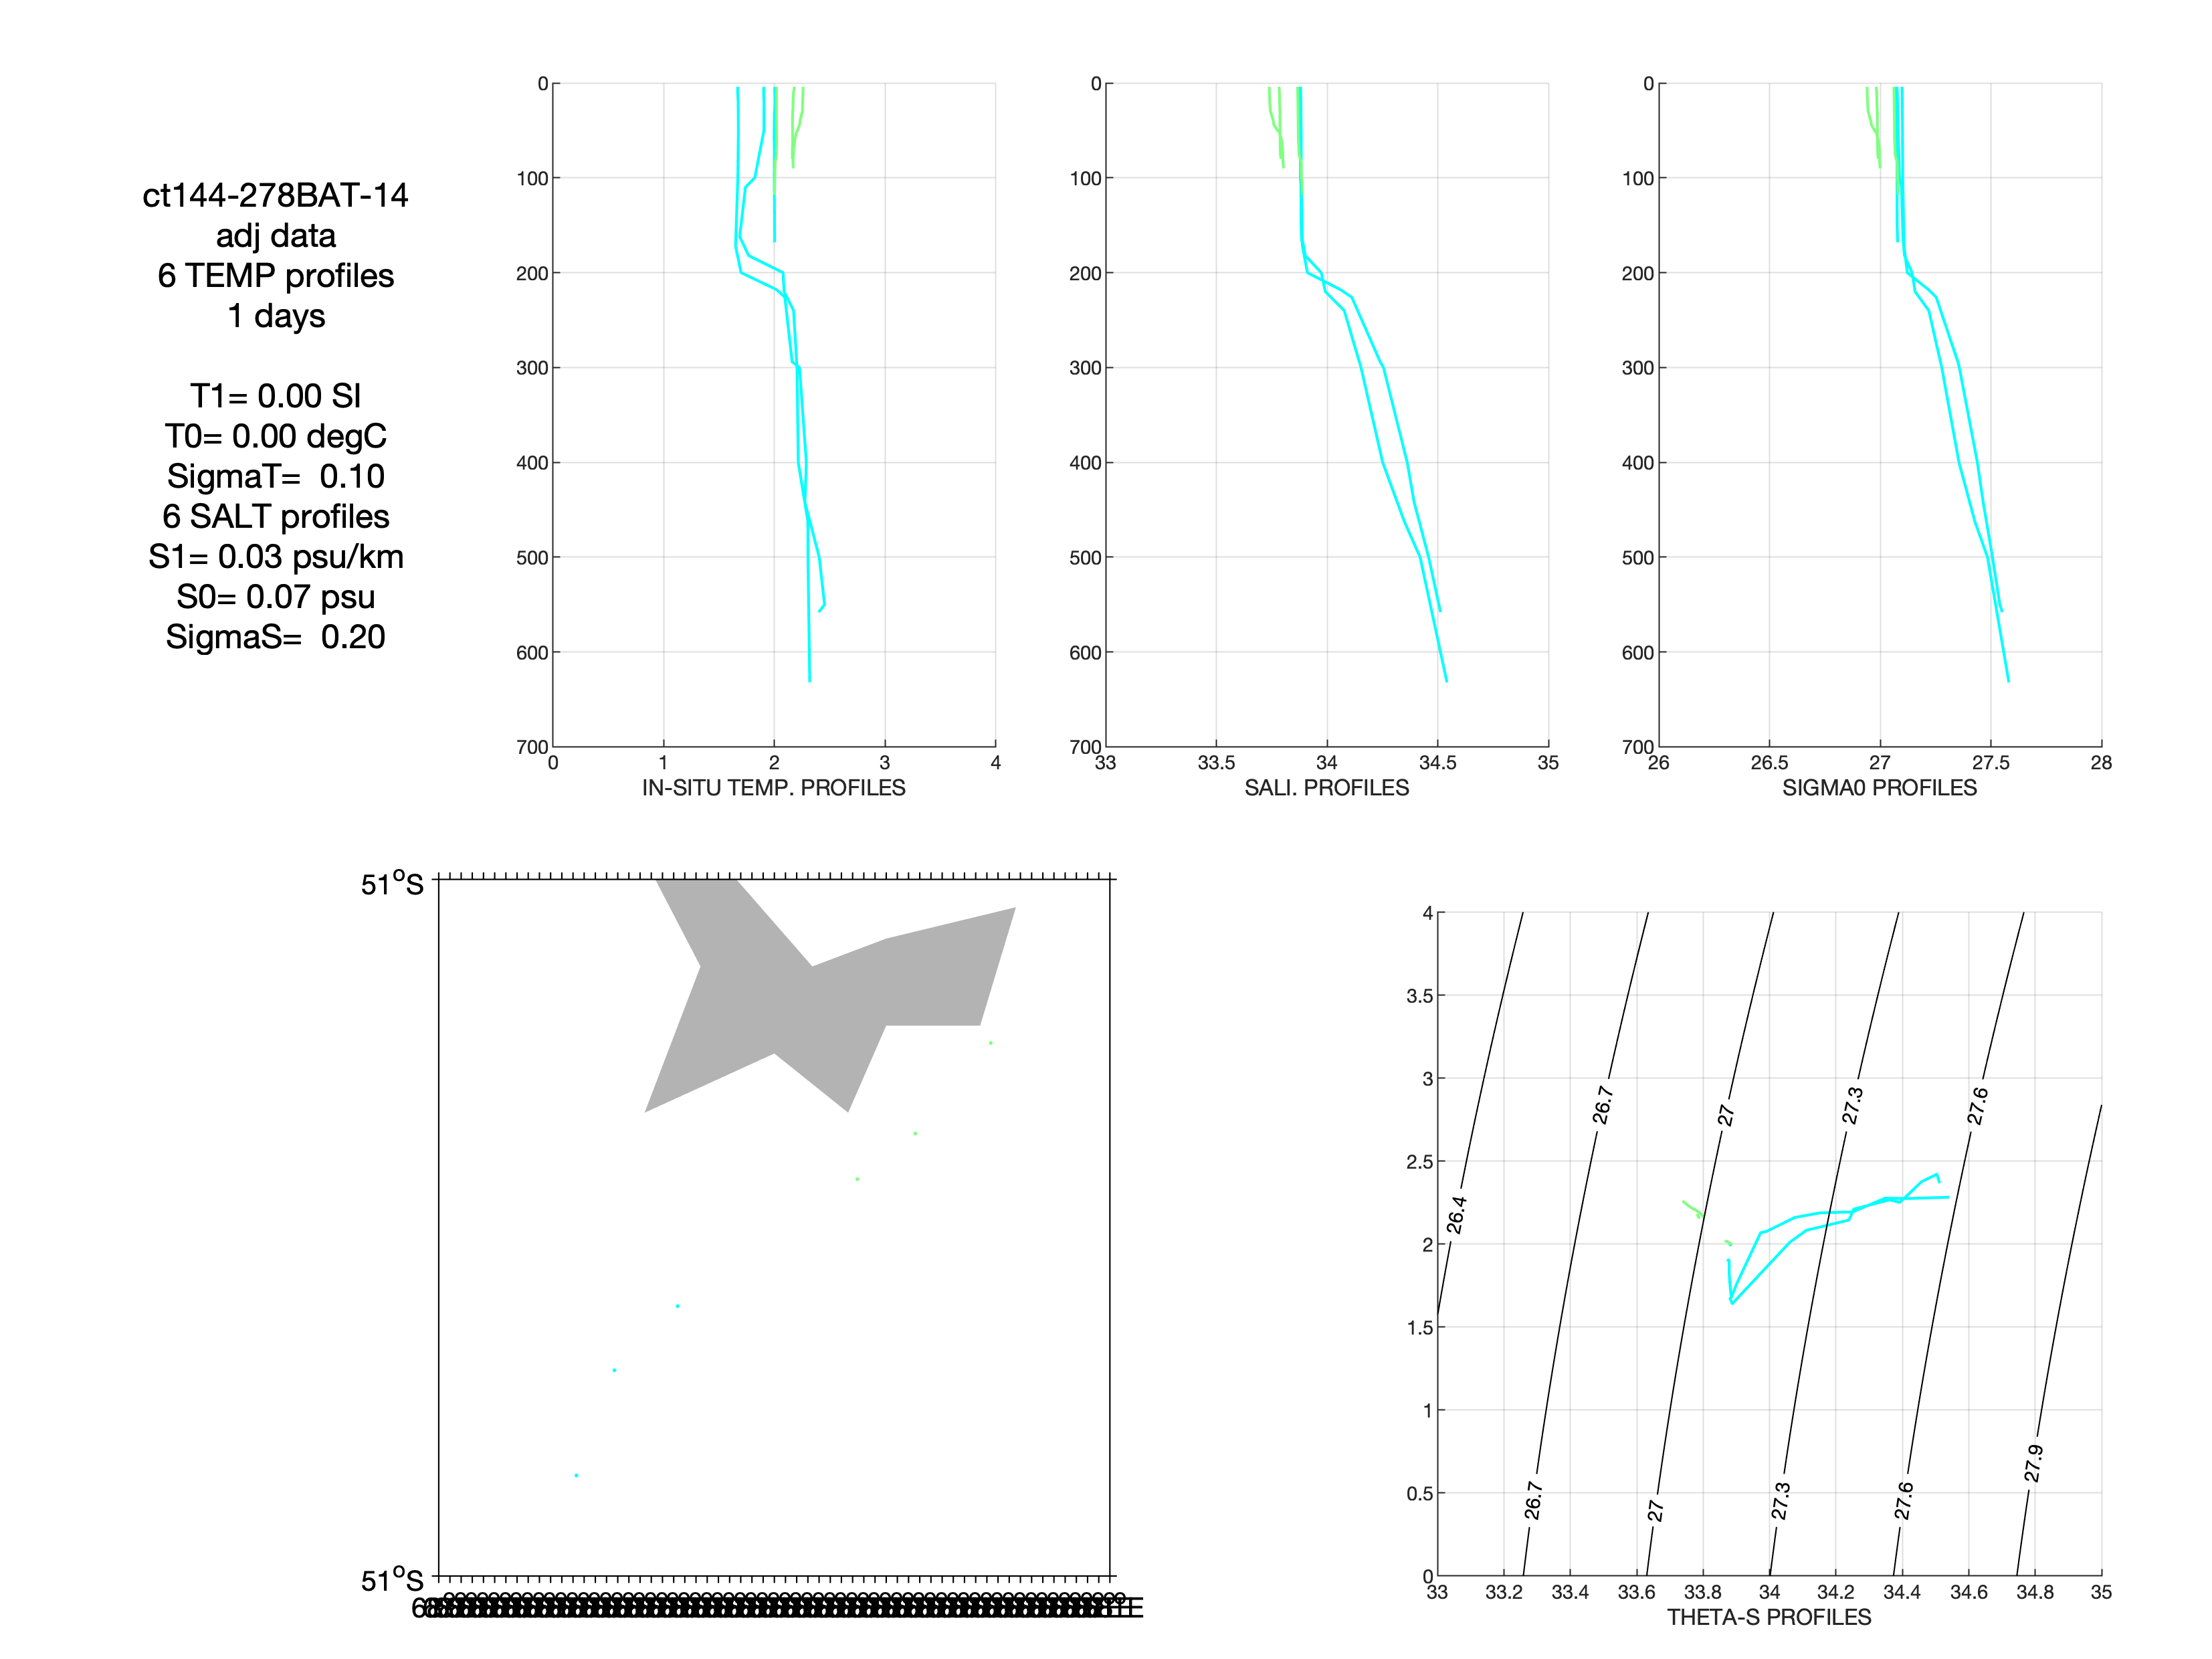 ct144-278BAT-14
adj data
6 TEMP profiles
1 days
T1= 0.00 SI
T0= 0.00 degC
SigmaT= 0.10
6 SALT profiles
S1= 0.03 psu/km
S0= 0.07 psu
SigmaS= 0.20
0
100
200
300
400
500
600
700
0 1 2 3 4
IN-SITU TEMP. PROFILES
0
100
200
300
400
500
600
700
33 33.5 34 34.5 35
SALI. PROFILES
0
100
200
300
400
500
600
700
26 26.5 27 27.5 28
SIGMA0 PROFILES
51°S
51°S
4
3.5
3
2.5
2
1.5
1
0.5
0
26.7 27 27.3 27.6
26.4
27.9
26.7 27 27.3 27.6
33 33.2 33.4 33.6 33.8 34 34.2 34.4 34.6 34.8 35
THETA-S PROFILES